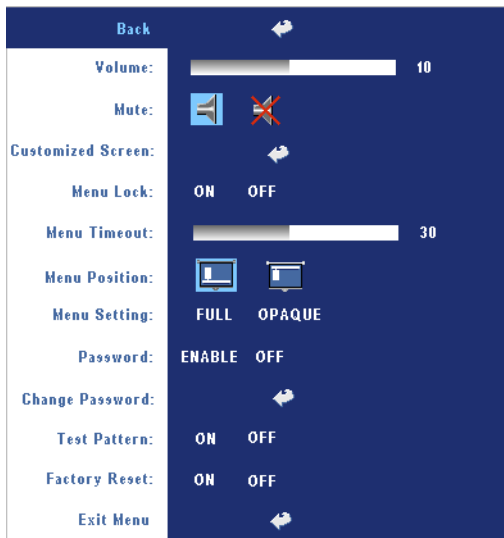 Back
Volume: 10
Mute:
Customized Screen:
Menu Lock: ON OFF
Menu Timeout: 30
Menu Position:
Menu Setting: FULL OPAQUE
Password: ENABLE OFF
Change Password:
Test Pattern: ON OFF
Factory Reset: ON OFF
Exit Menu